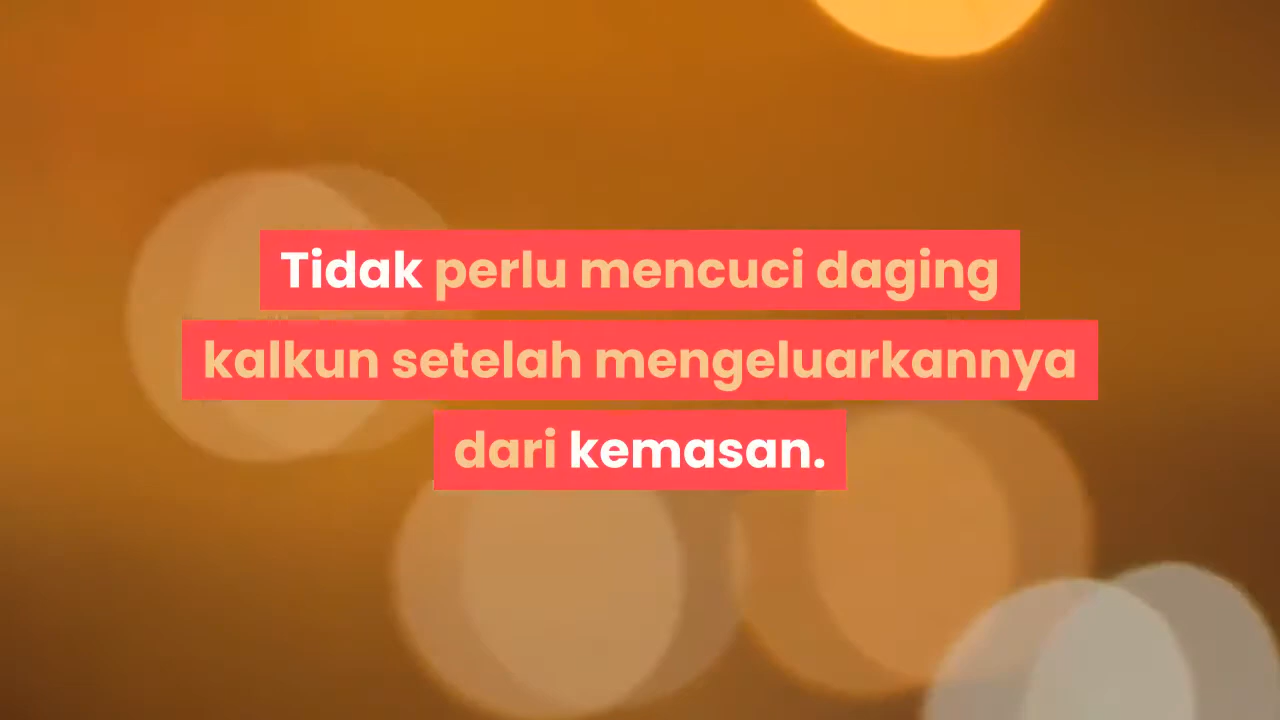 Tidak perlu mencuci daging
kalkun setelah mengeluarkannya
dari kemasan.